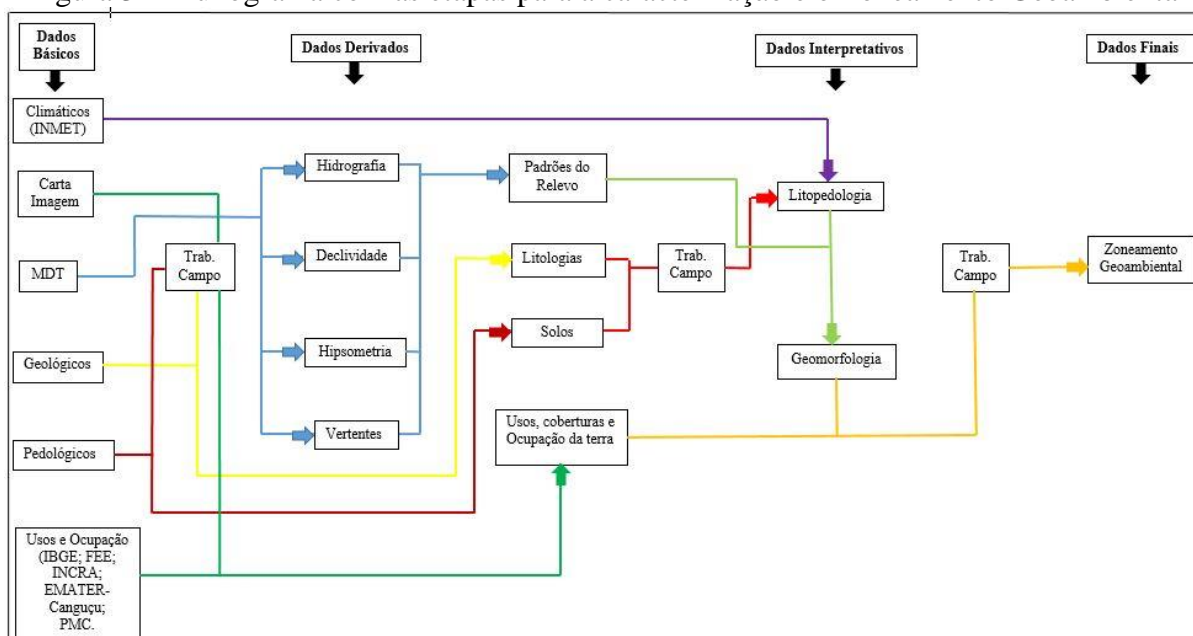 Dados
Básicos
Dados Derivados
Dados Interpretativos
Dados Finais
Climáticos
(INMET)
Carta
Imagem
MDT
Geológicos
Pedológicos
Usos e Ocupação
(IBGE; FEE;
INCRA;
EMATER-
Canguçu;
PMC.
Trab.
Campo
Hidrografia
Declividade
Hipsometria
Vertentes
Padrões do
Relevo
Litologias
Solos
Usos, coberturas e
Ocupação da terra
Trab.
Campo
Litopedologia
Geomorfologia
Trab.
Campo
Zoneamento
Geoambiental